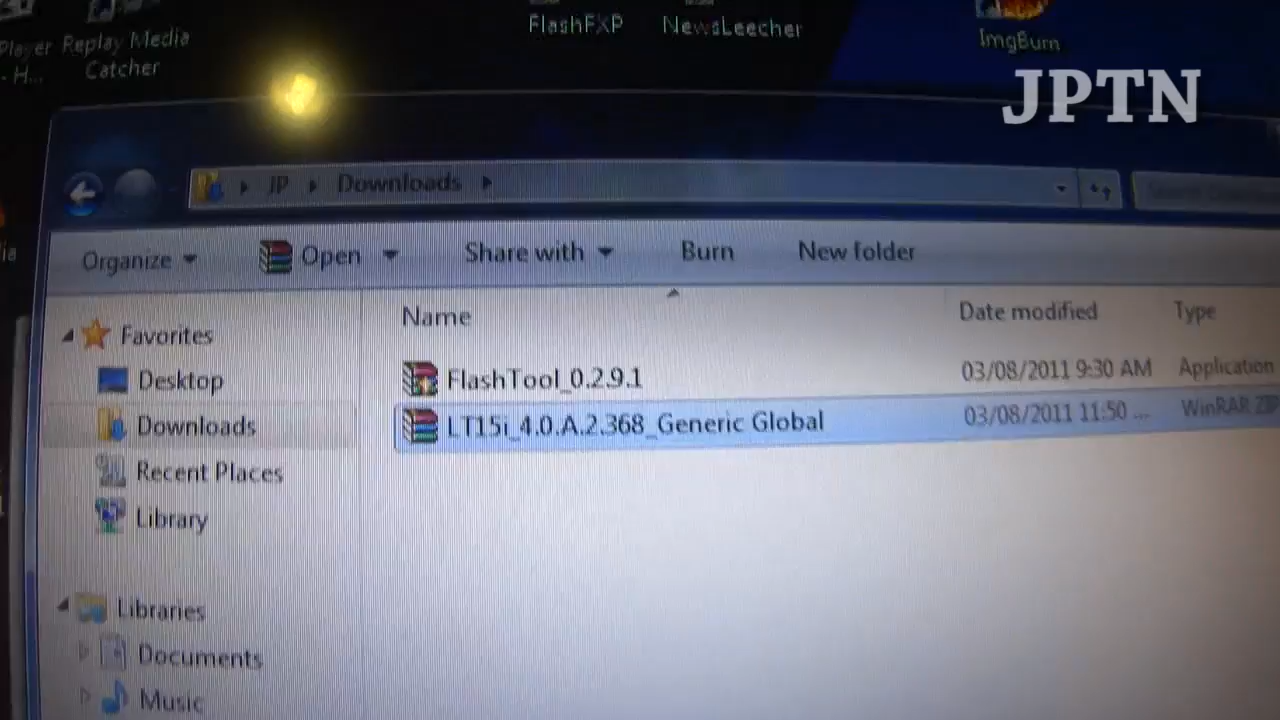 Player
- H...
Replay Media
Catcher
FlashFXP
NewsLeecher
ImgBurn
JPTN
JP
Downloads
Organize
Open
Share with
Burn
New folder
Name
Date modified
Type
Favorites
Desktop
Downloads
Recent Places
Library
Libraries
Documents
Music
FlashTool_0.2.9.1
03/08/2011 9:30 AM
Application
LT15i_4.0.A.2.368_Generic Global
03/08/2011 11:50 ...
WinRAR ZIP